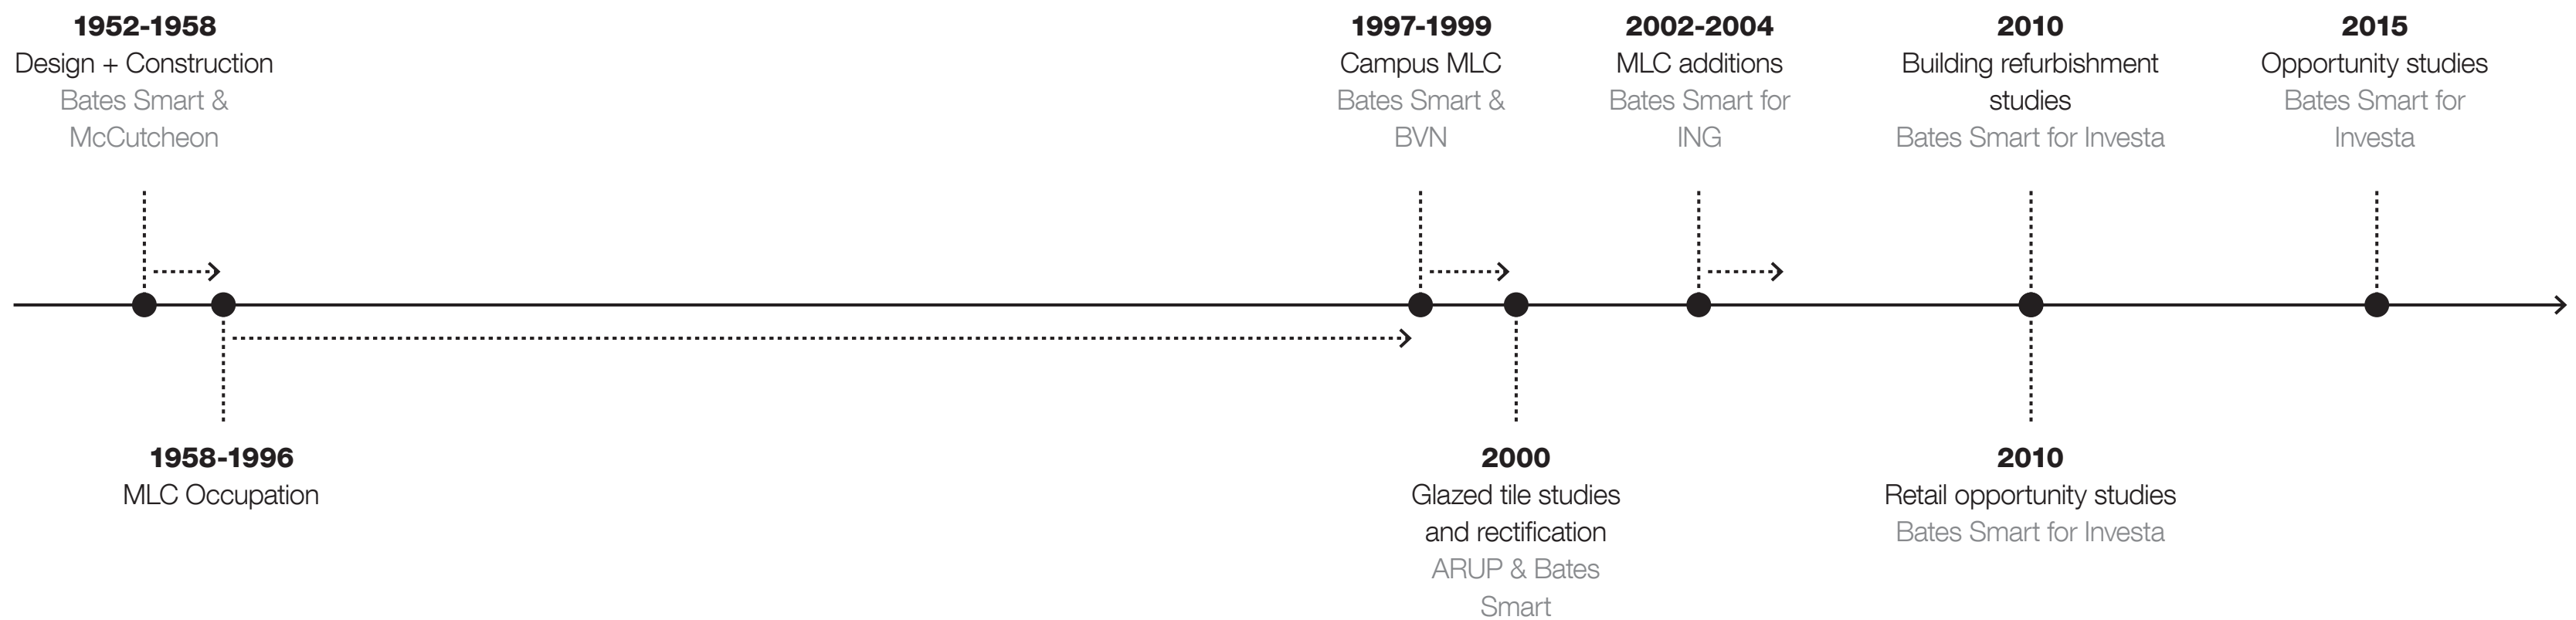 1952-1958
Design + Construction
Bates Smart &
McCutcheon
1997-1999
Campus MLC
Bates Smart &
BVN
2002-2004
MLC additions
Bates Smart for
ING
2010
Building refurbishment
studies
Bates Smart for Investa
2015
Opportunity studies
Bates Smart for
Investa
1958-1996
MLC Occupation
2000
Glazed tile studies
and rectification
ARUP & Bates
Smart
2010
Retail opportunity studies
Bates Smart for Investa